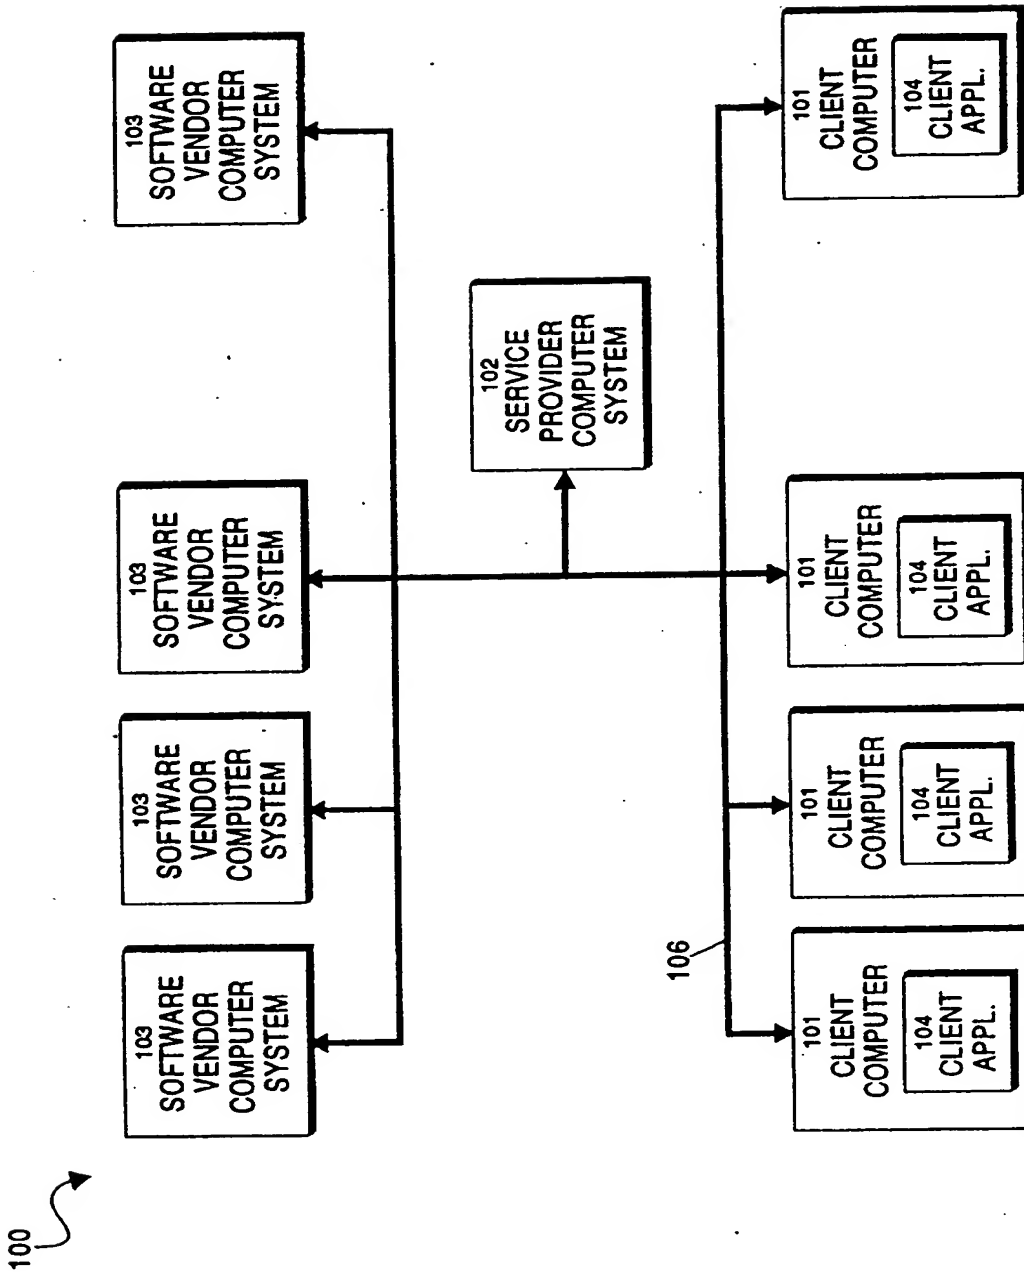 100
103
SOFTWARE
VENDOR
COMPUTER
SYSTEM
103
SOFTWARE
VENDOR
COMPUTER
SYSTEM
103
SOFTWARE
VENDOR
COMPUTER
SYSTEM
103
SOFTWARE
VENDOR
COMPUTER
SYSTEM
102
SERVICE
PROVIDER
COMPUTER
SYSTEM
106
101
CLIENT
COMPUTER
104
CLIENT
APPL.
101
CLIENT
COMPUTER
104
CLIENT
APPL.
101
CLIENT
COMPUTER
104
CLIENT
APPL.
101
CLIENT
COMPUTER
104
CLIENT
APPL.